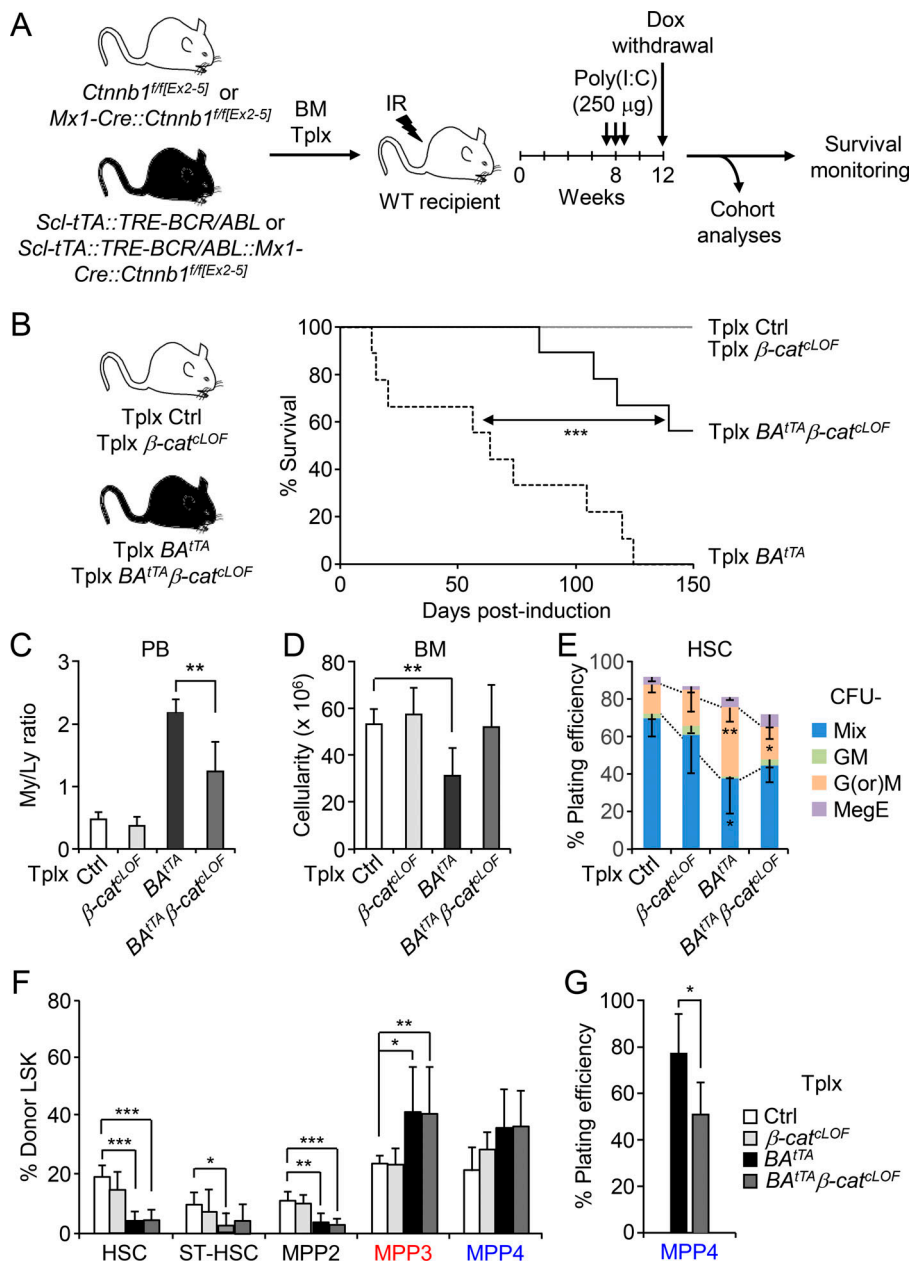 A
Ctnnb1f/f[Ex2-5] or
Mx1-Cre::Ctnnb1f/f[Ex2-5]
Scl-tTA::TRE-BCR/ABL or
Scl-tTA::TRE-BCR/ABL::Mx1-
Cre::Ctnnb1f/f[Ex2-5]
BM
Tplx
IR
WT recipient
Dox
withdrawal
Poly(I:C)
(250 µg)
0 8 12
Weeks
Cohort
analyses
Survival
monitoring
B
Tplx Ctrl
Tplx β-catcLOF
Tplx BAtTA
Tplx BAtTAβ-catcLOF
% Survival
100
80
60
40
20
0
0 50 100 150
Days post-induction
***
Tplx Ctrl
Tplx β-catcLOF
Tplx BAtTAβ-catcLOF
Tplx BAtTA
C
PB
My/Ly ratio
3
2
1
0
**
Tplx Ctrl β-catcLOF BAtTA BAtTAβ-catcLOF
D
BM
Cellularity (x 10⁶)
80
60
40
20
0
**
Tplx Ctrl β-catcLOF BAtTA BAtTAβ-catcLOF
E
HSC
% Plating efficiency
100
80
60
40
20
0
**
*
*
Tplx Ctrl β-catcLOF BAtTA BAtTAβ-catcLOF
CFU-
Mix
GM
G(or)M
MegE
F
% Donor LSK
80
60
40
20
0
***
***
*
***
**
**
*
HSC ST-HSC MPP2 MPP3 MPP4
G
% Plating efficiency
100
80
60
40
20
0
*
MPP4
Tplx
Ctrl
β-catcLOF
BAtTA
BAtTAβ-catcLOF